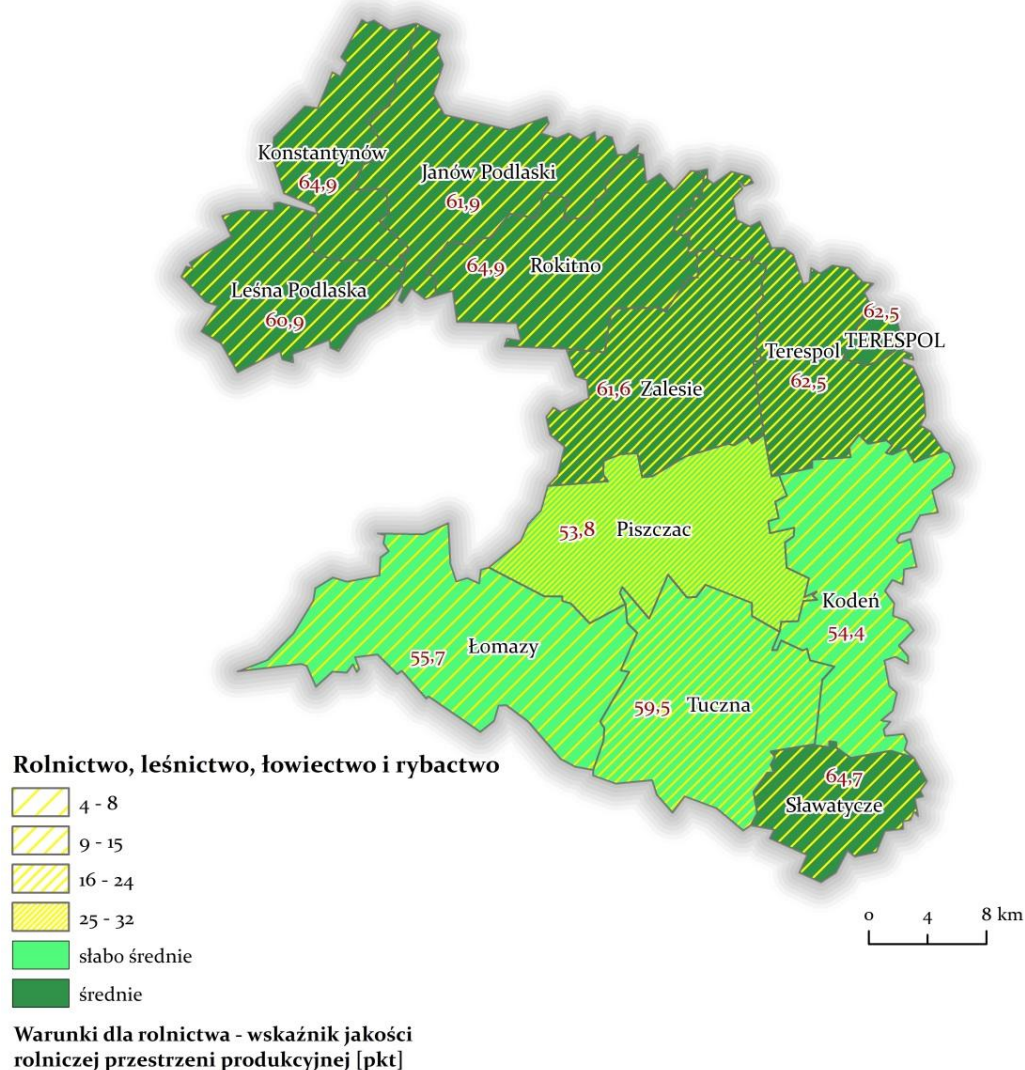 Konstantynów
64,9
Janów Podlaski
61,9
64,9 Rokitno
Leśna Podlaska
60,9
62,5
TERESPOL
Terespol
62,5
61,6 Zalesie
53,8 Piszczac
Kodeń
54,4
Łomazy
55,7
59,5 Tuczna
64,7
Sławatycze
Rolnictwo, leśnictwo, łowiectwo i rybactwo
4 - 8
9 - 15
16 - 24
25 - 32
słabo średnie
średnie
Warunki dla rolnictwa - wskaźnik jakości
rolniczej przestrzeni produkcyjnej [pkt]
0 4 8 km